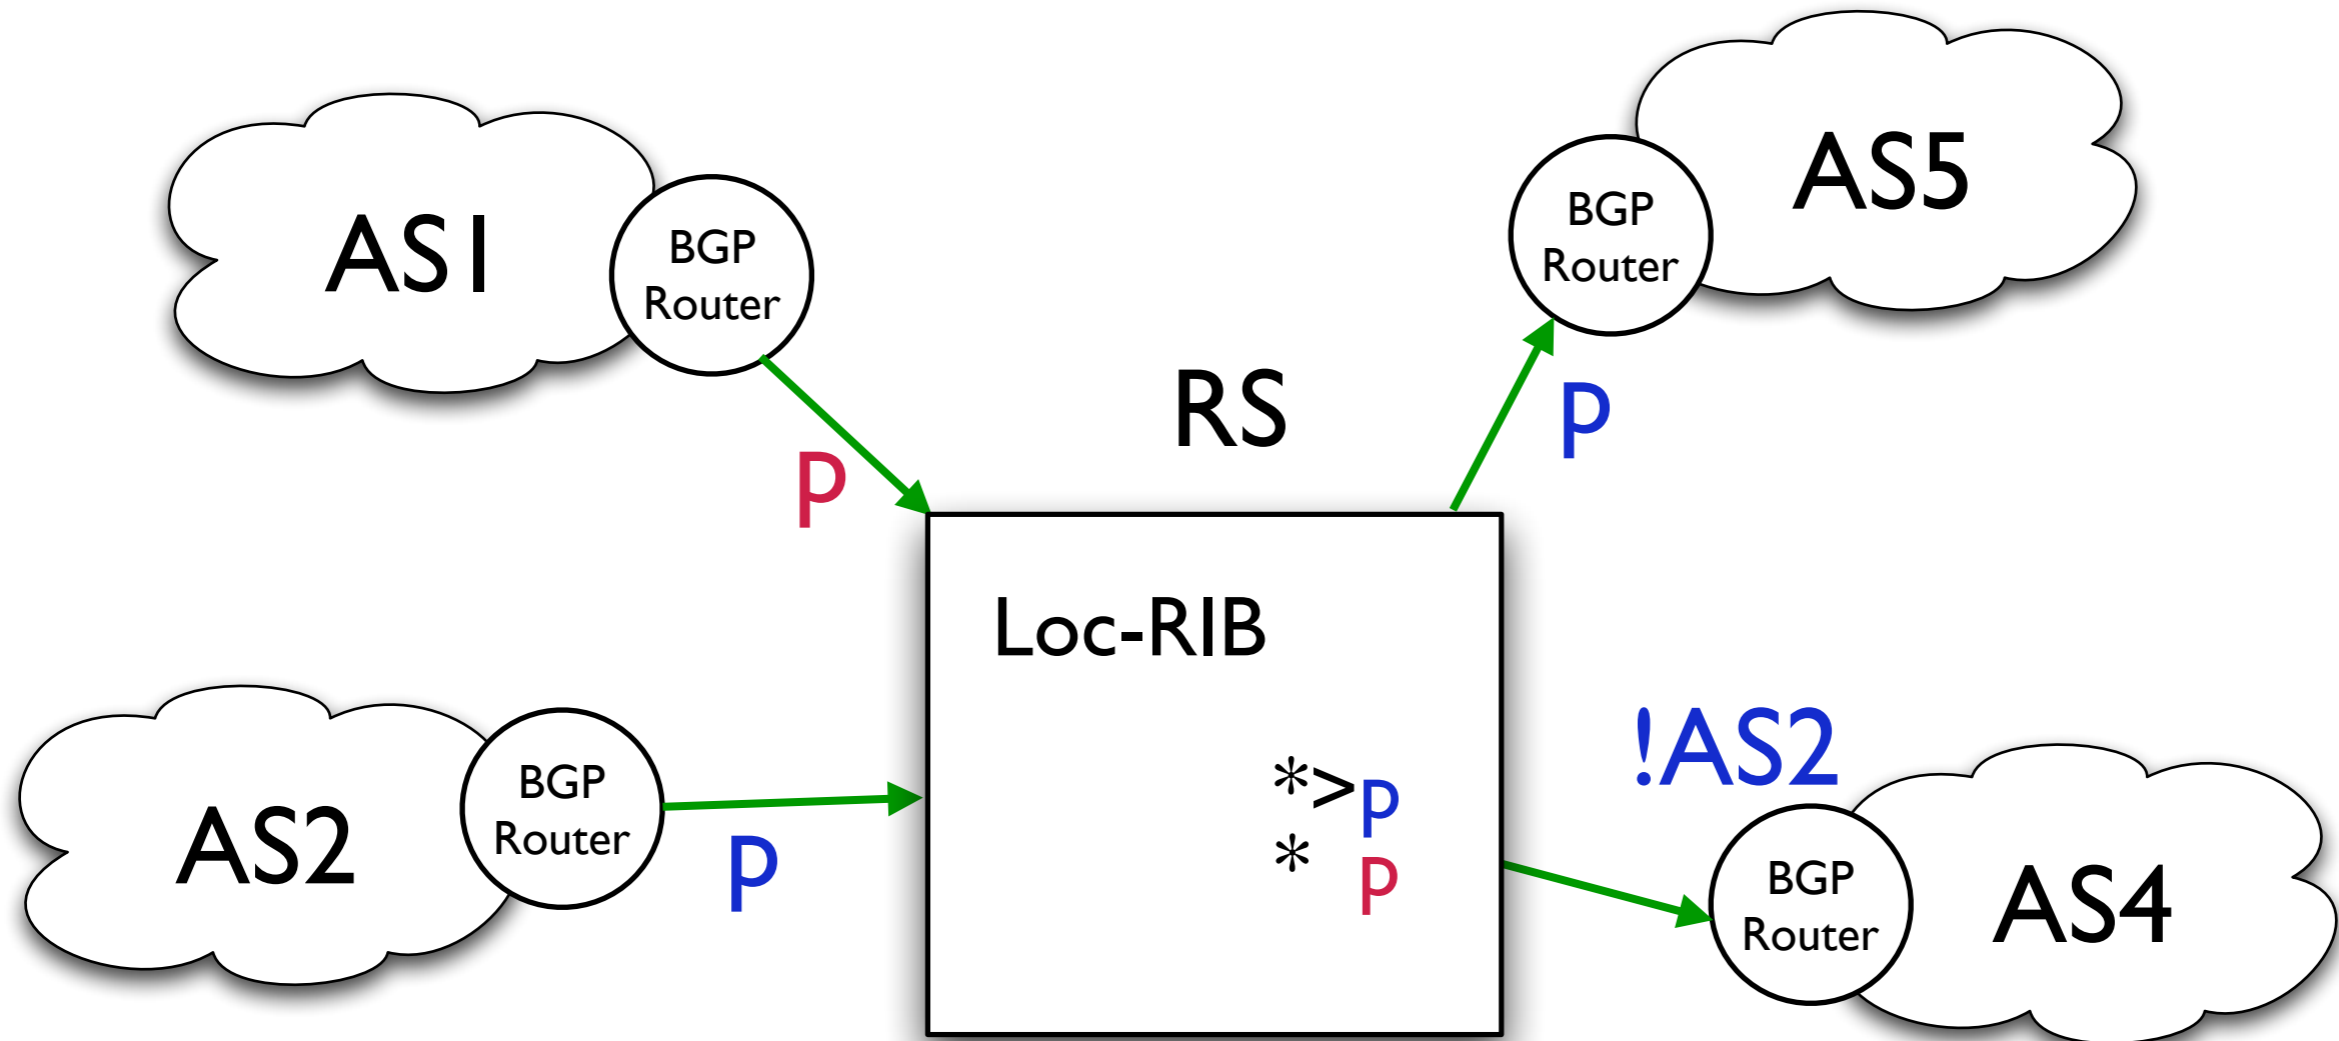 AS1
BGP
Router
p
AS2
BGP
Router
p
RS
Loc-RIB
*>p
* p
p
BGP
Router
AS5
!AS2
BGP
Router
AS4